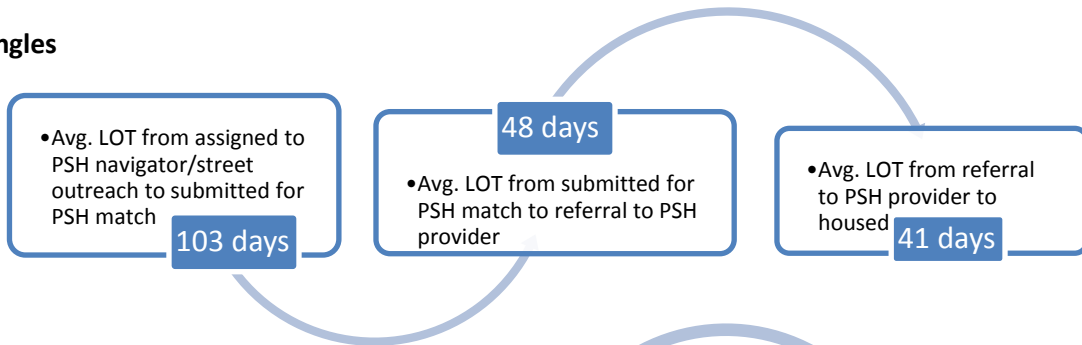 ngles
•Avg. LOT from assigned to
PSH navigator/street
outreach to submitted for
PSH match
103 days
48 days
•Avg. LOT from submitted for
PSH match to referral to PSH
provider
•Avg. LOT from referral
to PSH provider to
housed
41 days